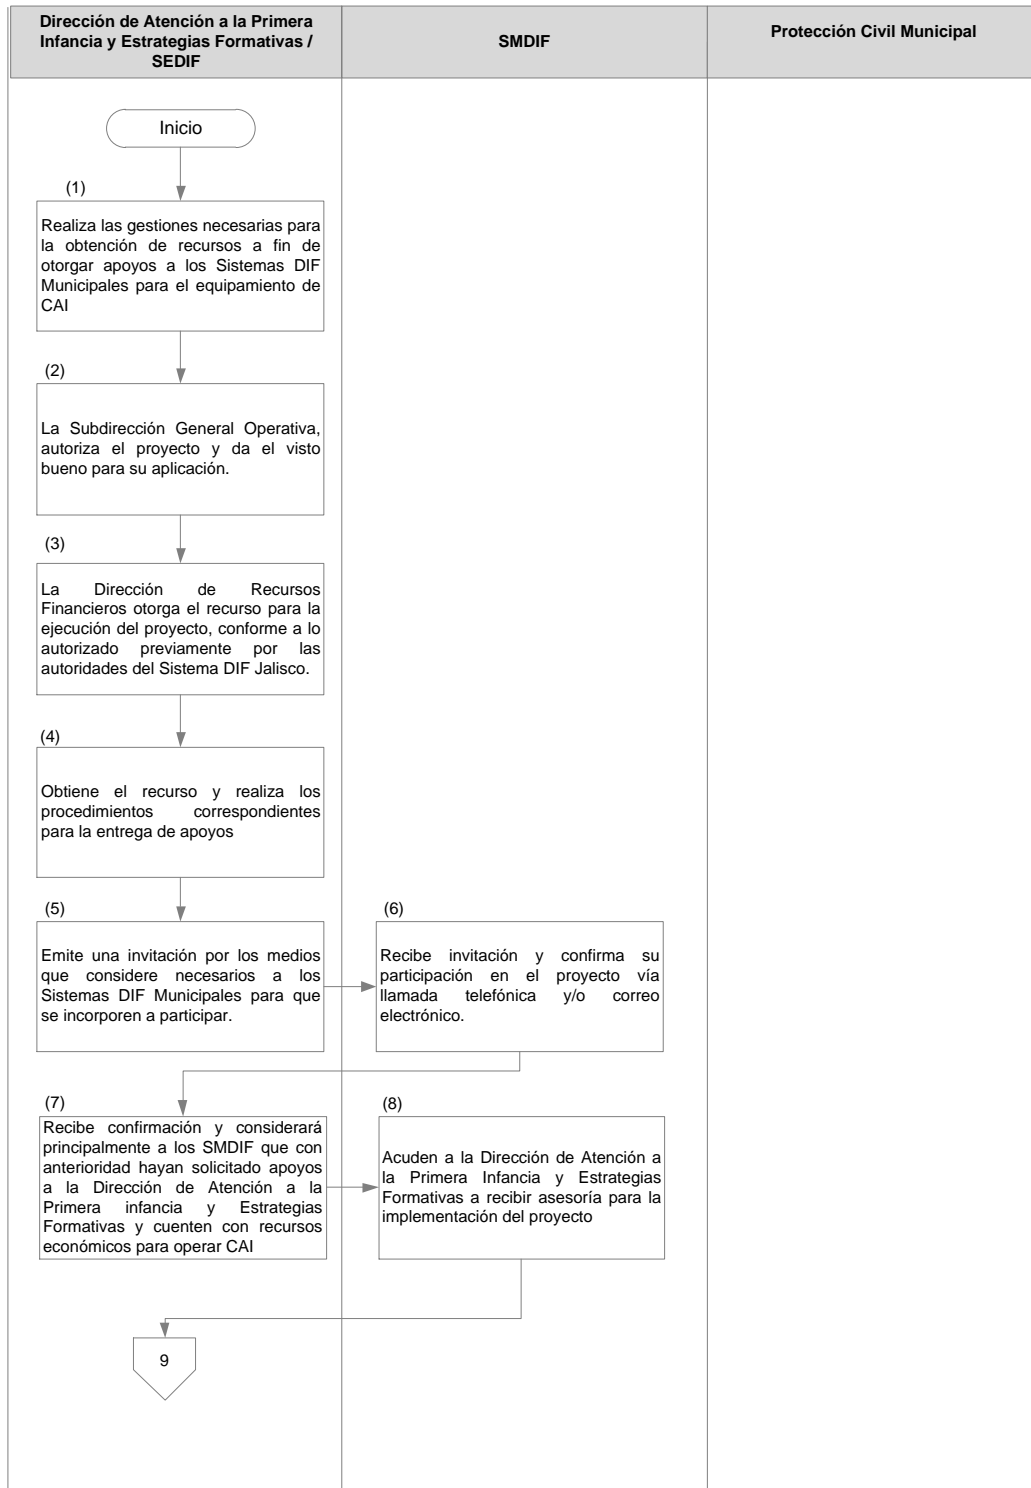 Dirección de Atención a la Primera
Infancia y Estrategias Formativas /
SEDIF
SMDIF
Protección Civil Municipal
Inicio
(1)
Realiza las gestiones necesarias para
la obtención de recursos a fin de
otorgar apoyos a los Sistemas DIF
Municipales para el equipamiento de
CAI
(2)
La Subdirección General Operativa,
autoriza el proyecto y da el visto
bueno para su aplicación.
(3)
La Dirección de Recursos
Financieros otorga el recurso para la
ejecución del proyecto, conforme a lo
autorizado previamente por las
autoridades del Sistema DIF Jalisco.
(4)
Obtiene el recurso y realiza los
procedimientos correspondientes
para la entrega de apoyos
(5)
Emite una invitación por los medios
que considere necesarios a los
Sistemas DIF Municipales para que
se incorporen a participar.
(6)
Recibe invitación y confirma su
participación en el proyecto vía
llamada telefónica y/o correo
electrónico.
(7)
Recibe confirmación y considerará
principalmente a los SMDIF que con
anterioridad hayan solicitado apoyos
a la Dirección de Atención a la
Primera infancia y Estrategias
Formativas y cuenten con recursos
económicos para operar CAI
(8)
Acuden a la Dirección de Atención a
la Primera Infancia y Estrategias
Formativas a recibir asesoría para la
implementación del proyecto
9